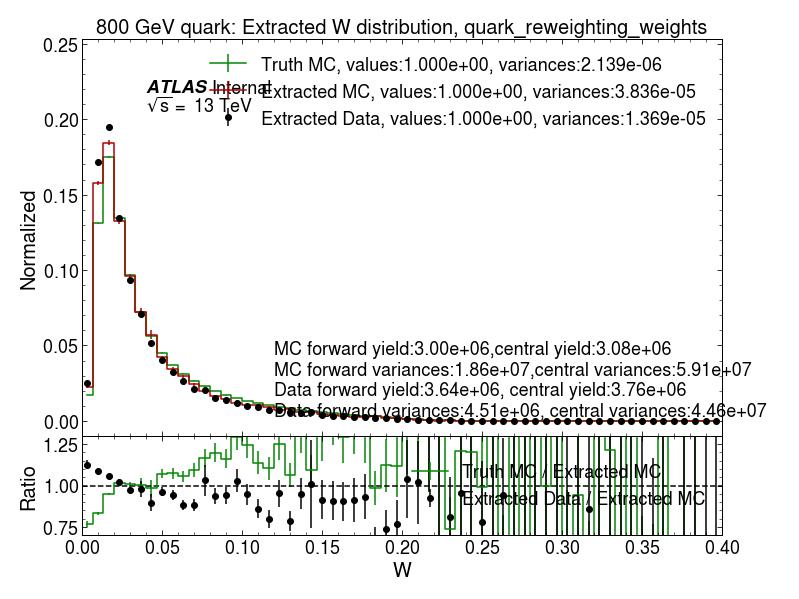 800 GeV quark: Extracted W distribution, quark_reweighting_weights
0.25
0.20
0.15
0.10
0.05
0.00
Normalized
Truth MC, values:1.000e+00, variances:2.139e-06
ATLAS Internal
Extracted MC, values:1.000e+00, variances:3.836e-05
√s = 13 TeV
Extracted Data, values:1.000e+00, variances:1.369e-05
MC forward yield:3.00e+06,central yield:3.08e+06
MC forward variances:1.86e+07,central variances:5.91e+07
Data forward yield:3.64e+06, central yield:3.76e+06
Data forward variances:4.51e+06, central variances:4.46e+07
1.25
1.00
0.75
Ratio
Truth MC / Extracted MC
Extracted Data / Extracted MC
0.00 0.05 0.10 0.15 0.20 0.25 0.30 0.35 0.40
W